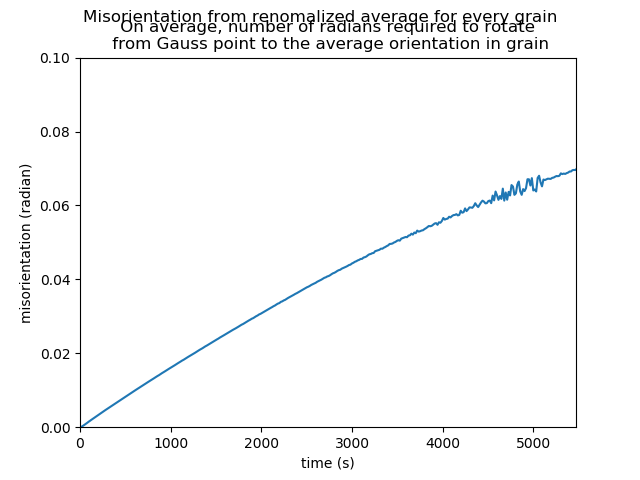 Misorientation from renomalized average for every grain
On average, number of radians required to rotate
from Gauss point to the average orientation in grain
0.10
0.08
0.06
0.04
0.02
0.00
misorientation (radian)
0 1000 2000 3000 4000 5000
time (s)